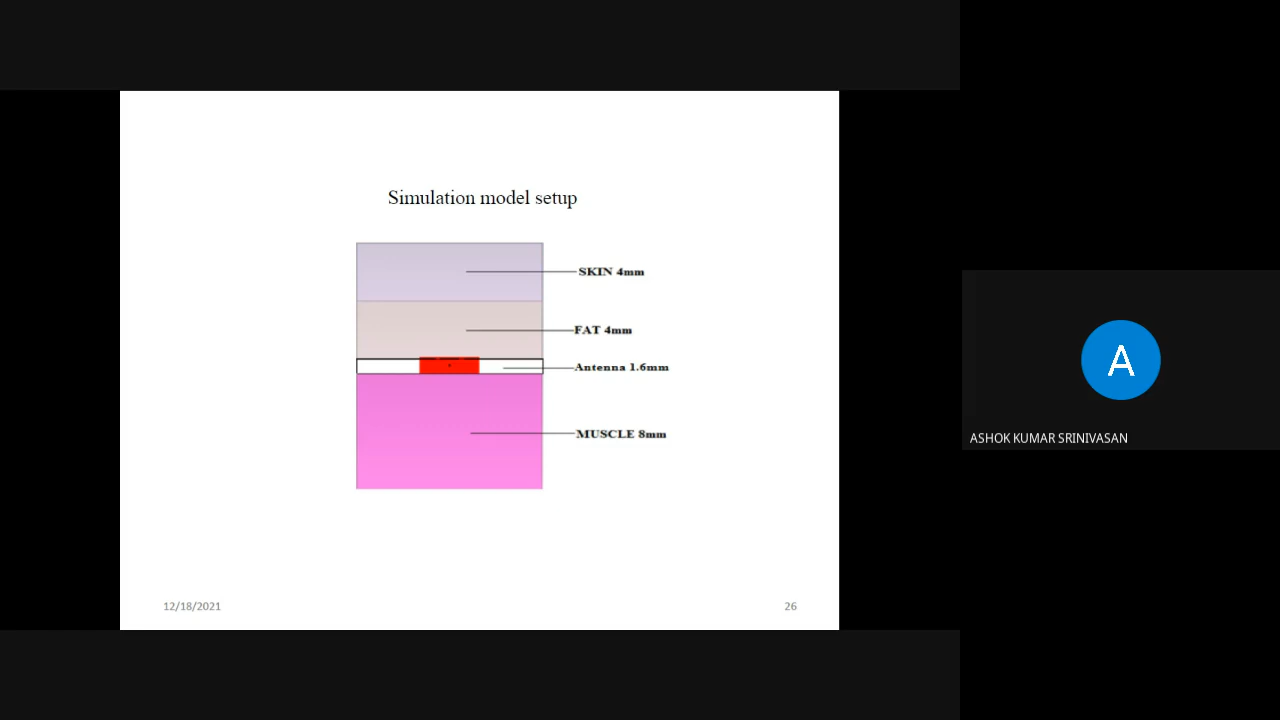 Simulation model setup
SKIN 4mm
FAT 4mm
Antenna 1.6mm
MUSCLE 8mm
12/18/2021
26
A
ASHOK KUMAR SRINIVASAN